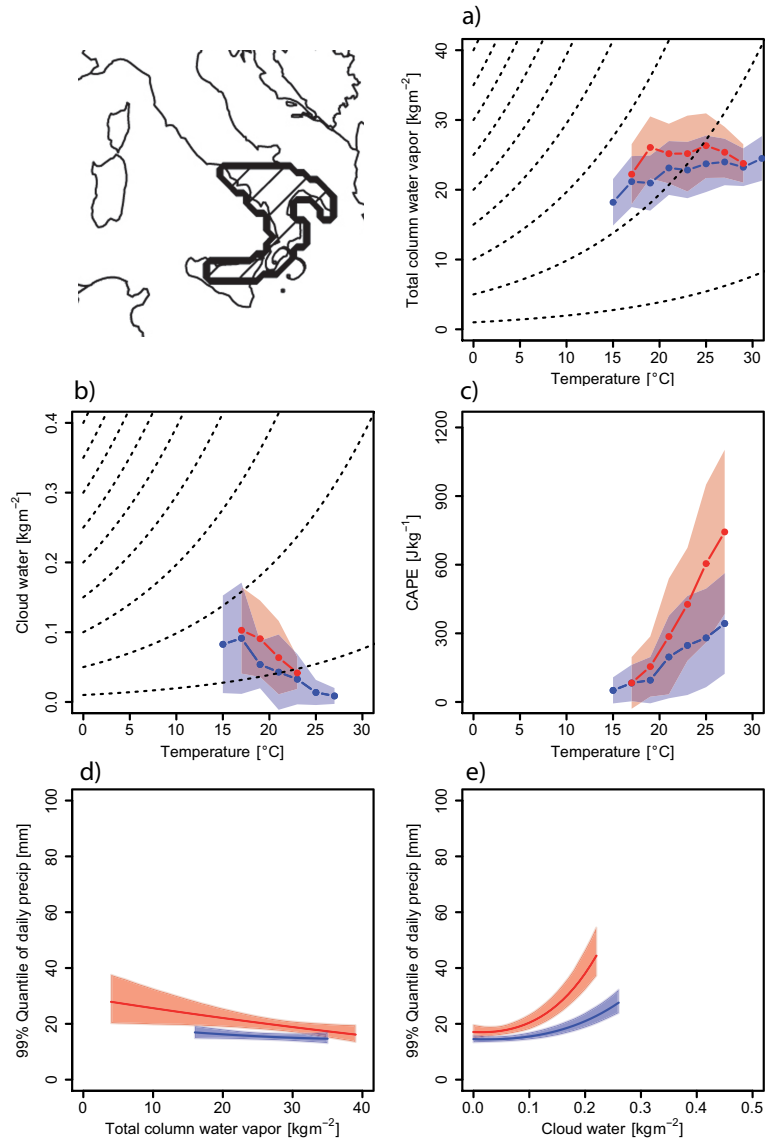 a)
Total column water vapor [kgm−2]
0 10 20 30 40
0 5 10 15 20 25 30
Temperature [°C]
b)
Cloud water [kgm−2]
0.0 0.1 0.2 0.3 0.4
0 5 10 15 20 25 30
Temperature [°C]
c)
CAPE [Jkg−1]
0 300 600 900 1200
0 5 10 15 20 25 30
Temperature [°C]
d)
99% Quantile of daily precip [mm]
0 20 40 60 80 100
0 10 20 30 40
Total column water vapor [kgm−2]
e)
99% Quantile of daily precip [mm]
0 20 40 60 80 100
0.0 0.1 0.2 0.3 0.4 0.5
Cloud water [kgm−2]